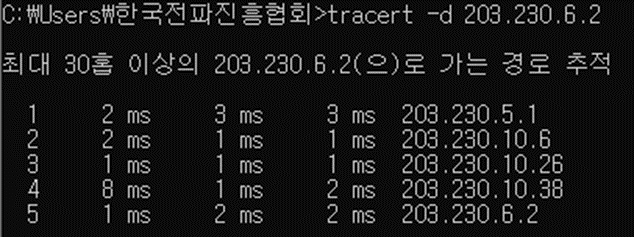 C:₩Users₩한국전파진흥협회>tracert -d 203.230.6.2
최대 30홉 이상의 203.230.6.2(으)로 가는 경로 추적
1 2 ms 3 ms 3 ms 203.230.5.1
2 2 ms 1 ms 1 ms 203.230.10.6
3 1 ms 1 ms 1 ms 203.230.10.26
4 8 ms 1 ms 2 ms 203.230.10.38
5 1 ms 2 ms 2 ms 203.230.6.2